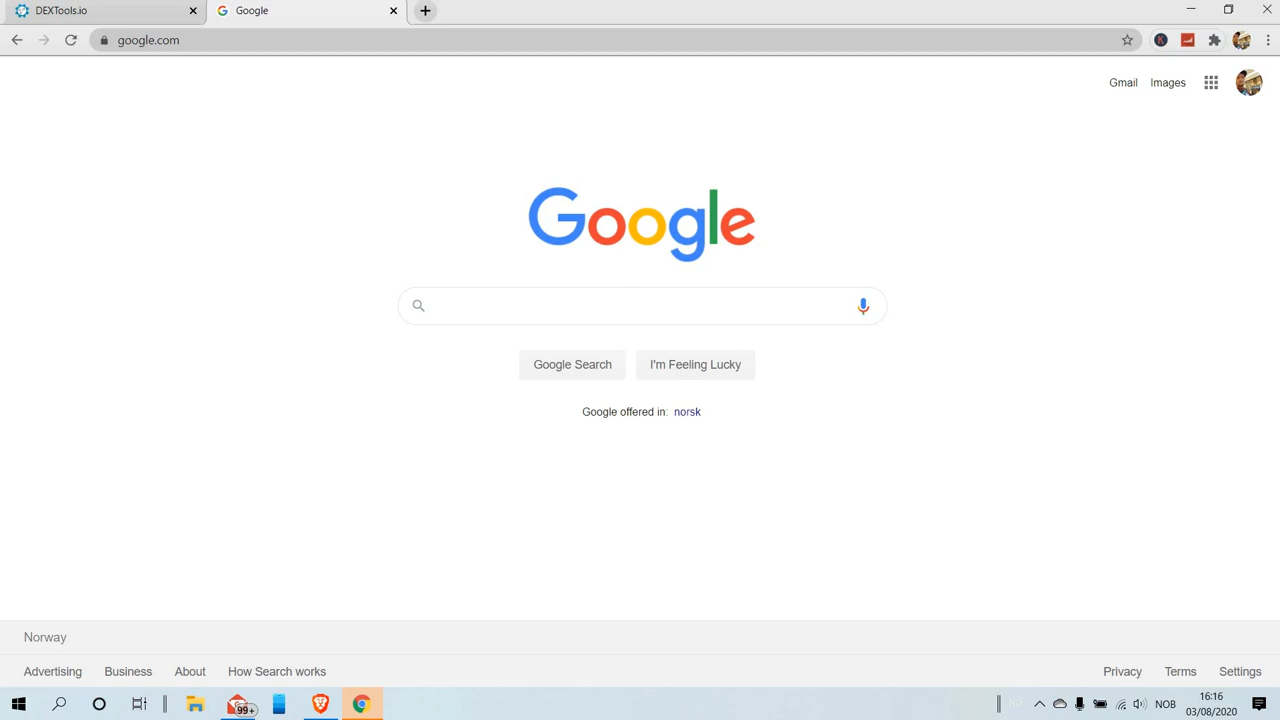 DEXTools.io
Google
google.com
Gmail Images
Google
Google Search I'm Feeling Lucky
Google offered in: norsk
Norway
Advertising Business About How Search works Privacy Terms Settings
99+
NOB
16:16
03/08/2020